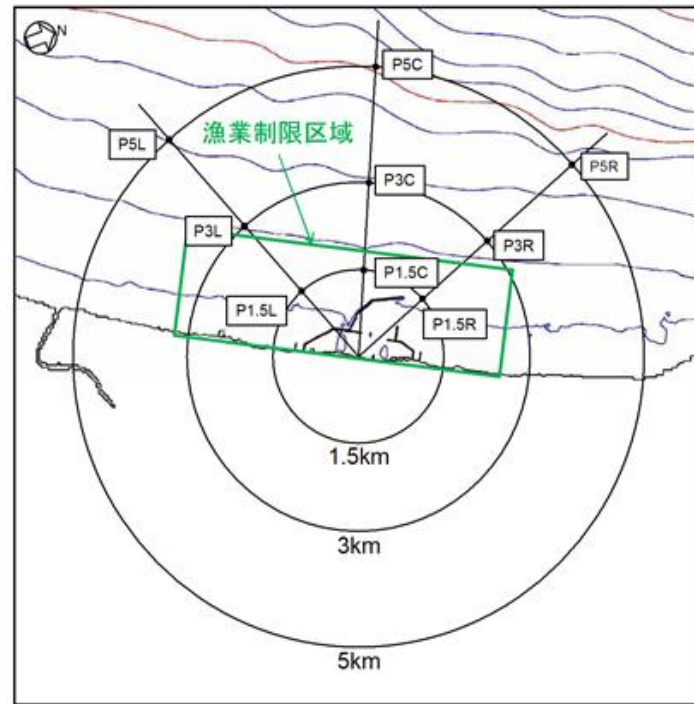 N
P5C
P5L
漁業制限区域
P5R
P3C
P3L
P3R
P1.5C
P1.5L
P1.5R
1.5km
3km
5km